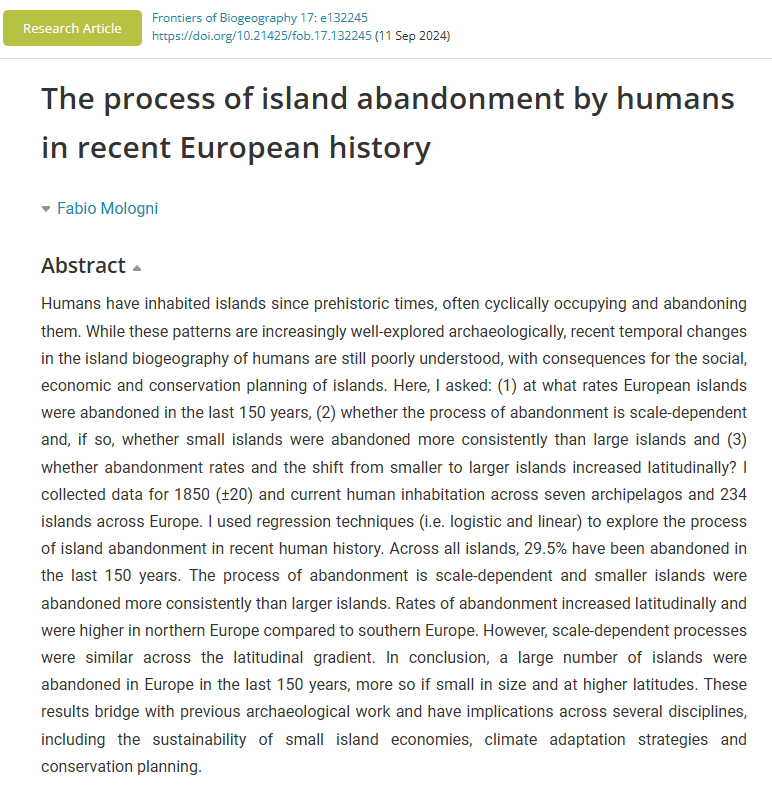 Research Article
Frontiers of Biogeography 17: e132245
https://doi.org/10.21425/fob.17.132245 (11 Sep 2024)
The process of island abandonment by humans
in recent European history
Fabio Mologni
Abstract
Humans have inhabited islands since prehistoric times, often cyclically occupying and abandoning
them. While these patterns are increasingly well-explored archaeologically, recent temporal changes
in the island biogeography of humans are still poorly understood, with consequences for the social,
economic and conservation planning of islands. Here, I asked: (1) at what rates European islands
were abandoned in the last 150 years, (2) whether the process of abandonment is scale-dependent
and, if so, whether small islands were abandoned more consistently than large islands and (3)
whether abandonment rates and the shift from smaller to larger islands increased latitudinally? I
collected data for 1850 (±20) and current human inhabitation across seven archipelagos and 234
islands across Europe. I used regression techniques (i.e. logistic and linear) to explore the process
of island abandonment in recent human history. Across all islands, 29.5% have been abandoned in
the last 150 years. The process of abandonment is scale-dependent and smaller islands were
abandoned more consistently than larger islands. Rates of abandonment increased latitudinally and
were higher in northern Europe compared to southern Europe. However, scale-dependent processes
were similar across the latitudinal gradient. In conclusion, a large number of islands were
abandoned in Europe in the last 150 years, more so if small in size and at higher latitudes. These
results bridge with previous archaeological work and have implications across several disciplines,
including the sustainability of small island economies, climate adaptation strategies and
conservation planning.